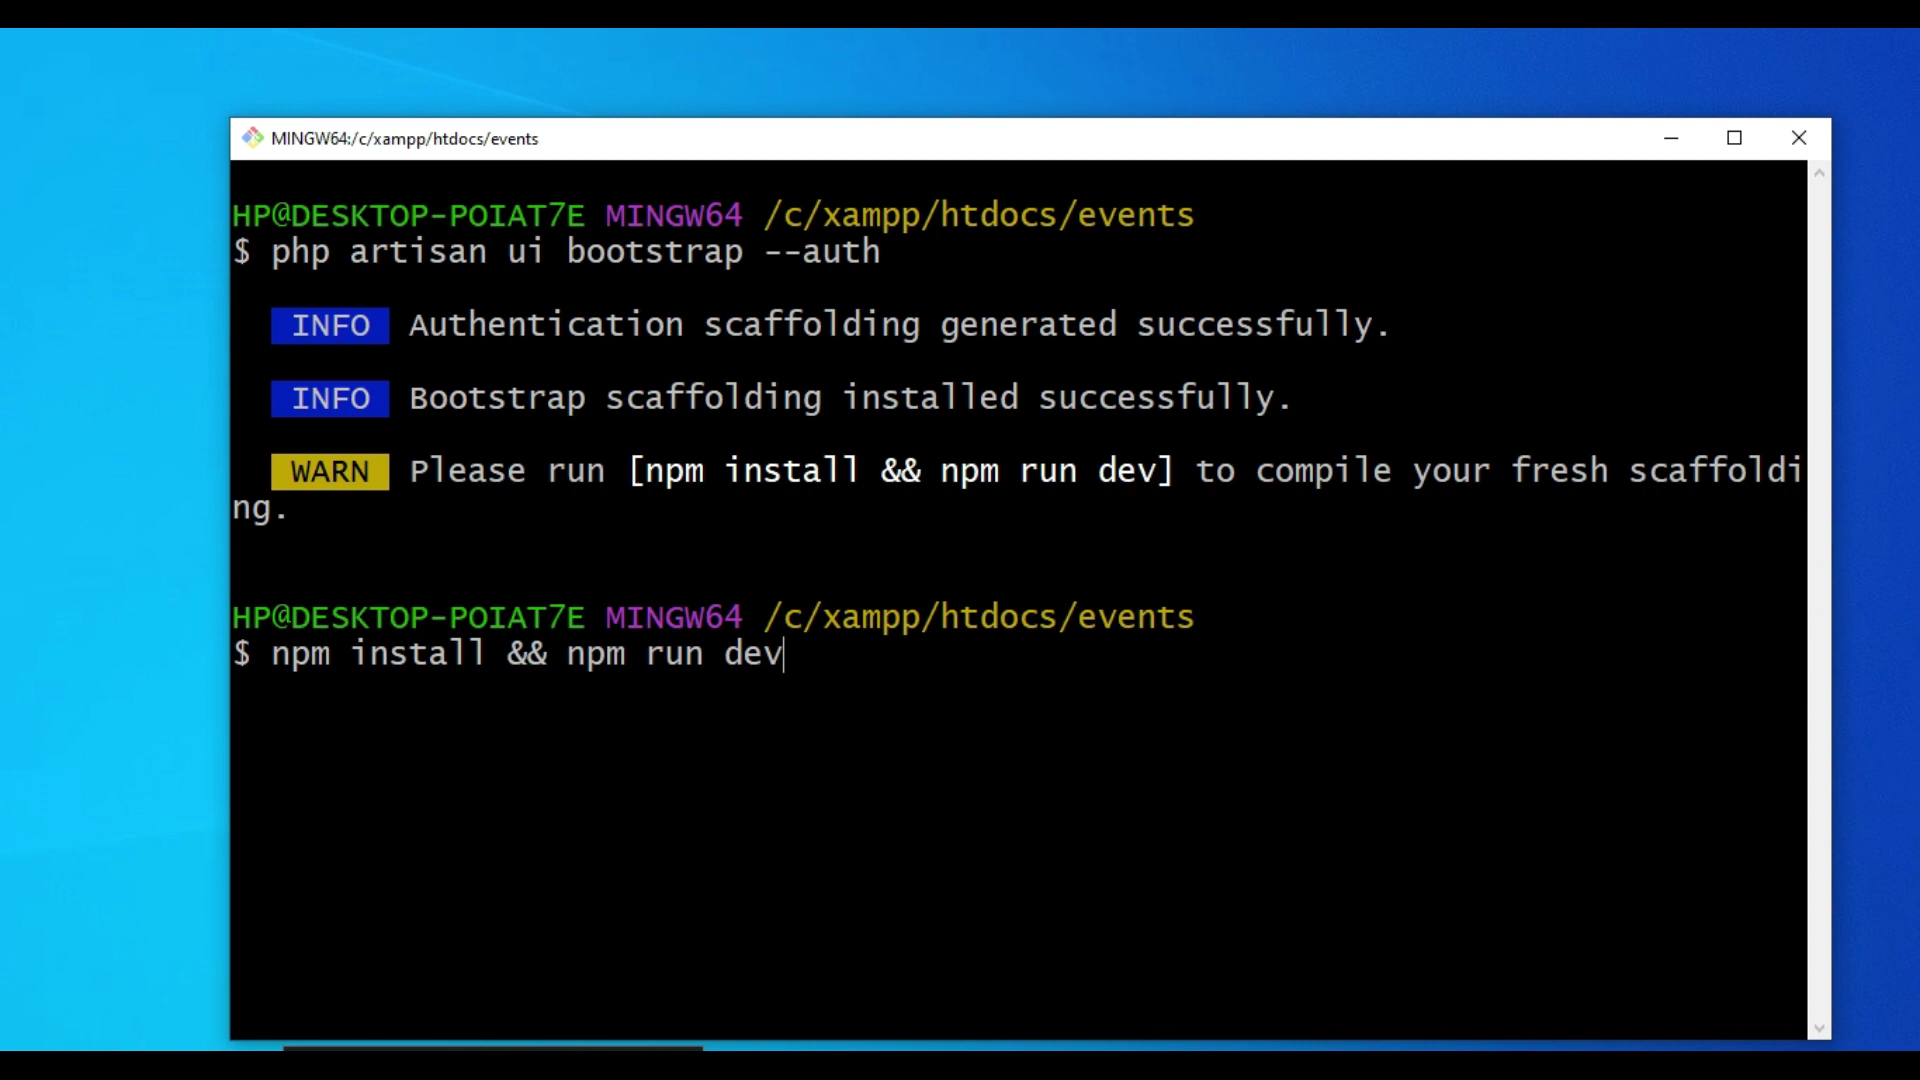 MINGW64:/c/xampp/htdocs/events
HP@DESKTOP-POIAT7E MINGW64 /c/xampp/htdocs/events
$ php artisan ui bootstrap --auth
INFO Authentication scaffolding generated successfully.
INFO Bootstrap scaffolding installed successfully.
WARN Please run [npm install && npm run dev] to compile your fresh scaffoldi
ng.
HP@DESKTOP-POIAT7E MINGW64 /c/xampp/htdocs/events
$ npm install && npm run dev